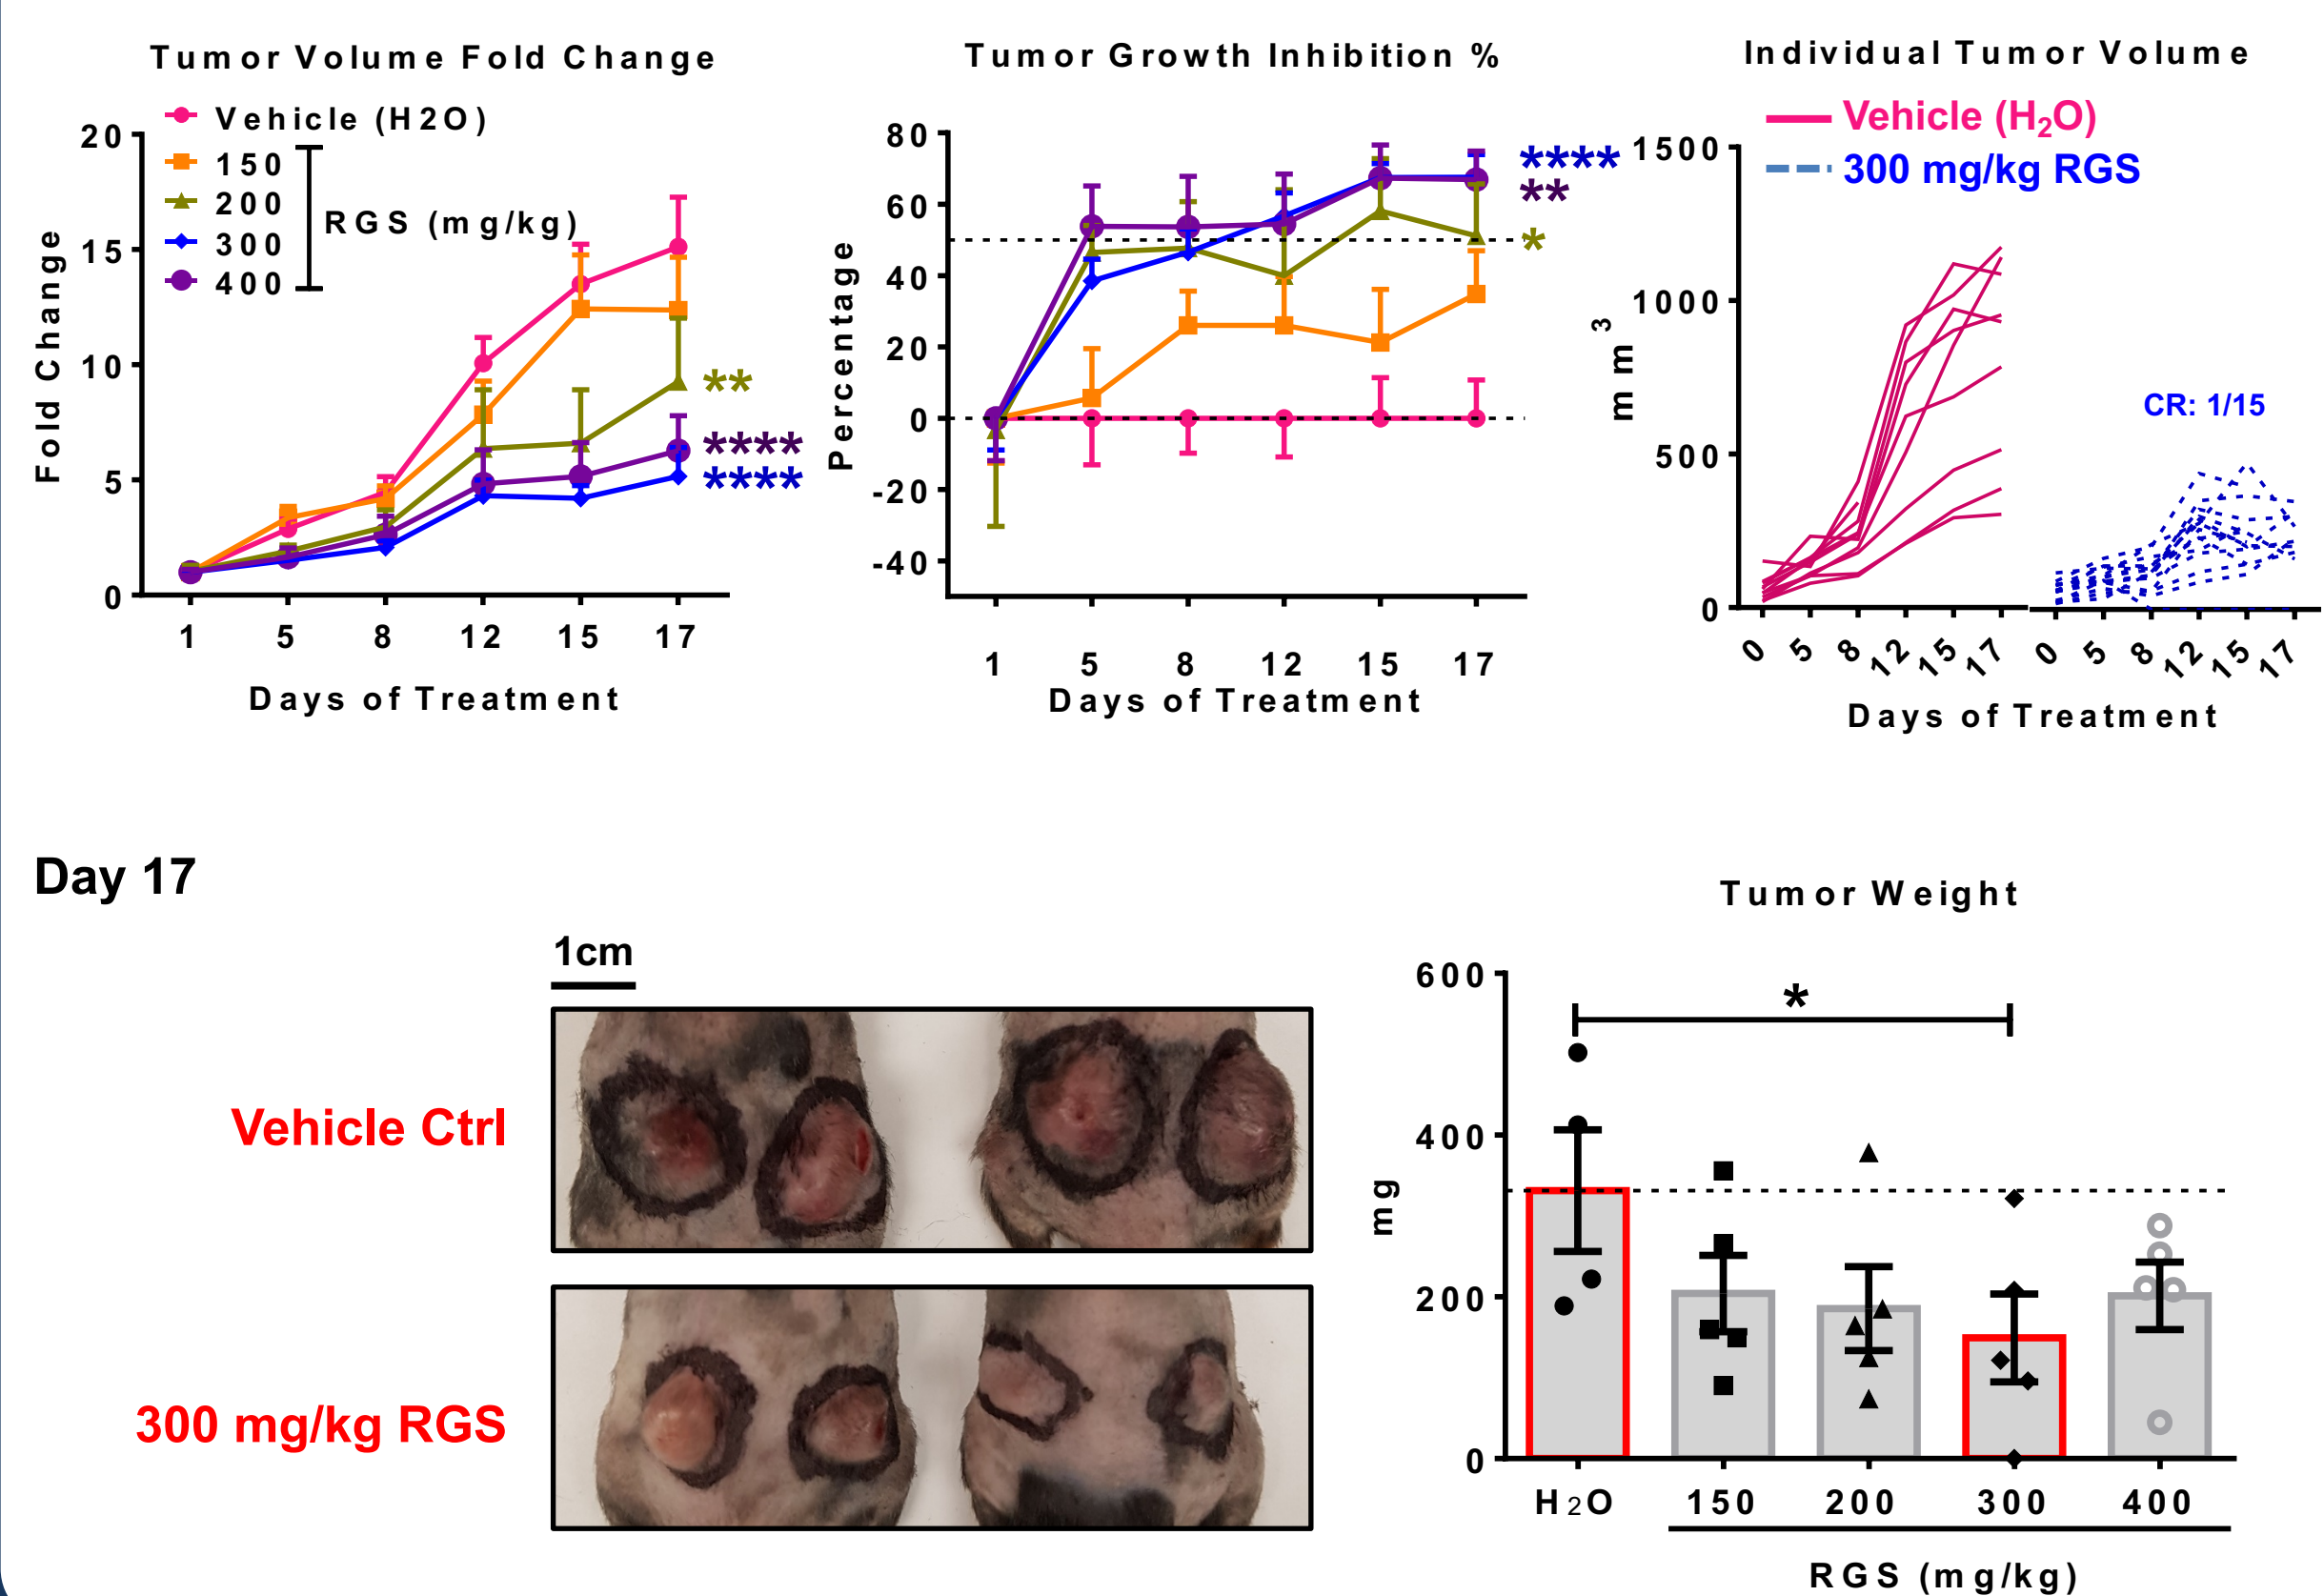 Tumor Volume Fold Change
Vehicle (H2O)
150
200
300
400
RGS (mg/kg)
Fold Change
20
15
10
5
0
**
****
****
1 5 8 12 15 17
Days of Treatment
Tumor Growth Inhibition %
Percentage
80
60
40
20
0
-20
-40
****
**
*
1 5 8 12 15 17
Days of Treatment
Individual Tumor Volume
Vehicle (H₂O)
300 mg/kg RGS
mm³
1500
1000
500
0
CR: 1/15
0 5 8 12 15 17 0 5 8 12 15 17
Days of Treatment
Day 17
1cm
Vehicle Ctrl
300 mg/kg RGS
Tumor Weight
mg
600
400
200
0
*
H₂O 150 200 300 400
RGS (mg/kg)